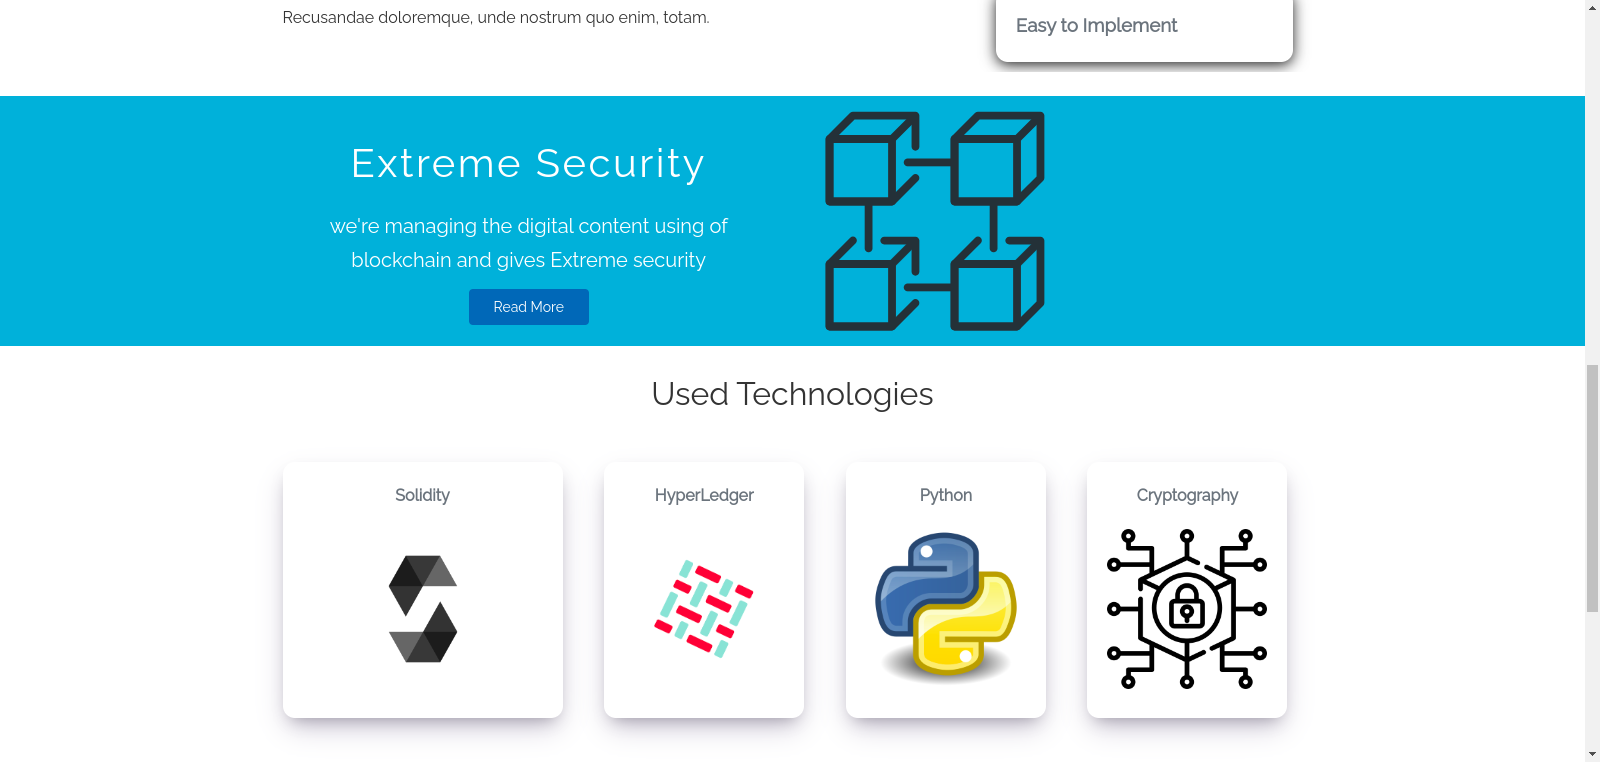 Recusandae doloremque, unde nostrum quo enim, totam.
Easy to Implement
Extreme Security
we're managing the digital content using of
blockchain and gives Extreme security
Read More
Used Technologies
Solidity
HyperLedger
Python
Cryptography